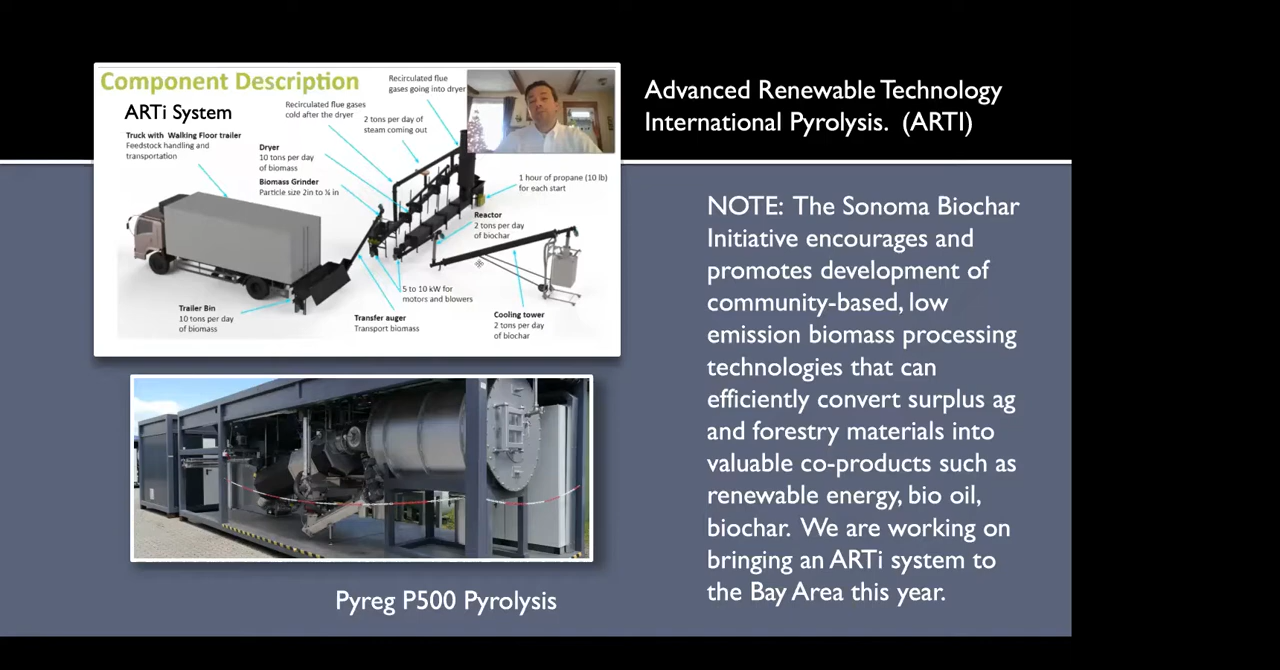 Component Description
ARTi System
Truck with Walking Floor trailer
Feedstock handling and
transportation
Recirculated flue gases
cold after the dryer
Recirculated flue
gases going into dryer
2 tons per day of
steam coming out
Dryer
10 tons per day
of biomass
Biomass Grinder
Particle size 2in to ¼ in
1 hour of propane (10 lb)
for each start
Reactor
2 tons per day
of biochar
5 to 10 kW for
motors and blowers
Trailer Bin
10 tons per day
of biomass
Transfer auger
Transport biomass
Cooling tower
2 tons per day
of biochar
Pyreg P500 Pyrolysis
Advanced Renewable Technology
International Pyrolysis. (ARTI)
NOTE: The Sonoma Biochar
Initiative encourages and
promotes development of
community-based, low
emission biomass processing
technologies that can
efficiently convert surplus ag
and forestry materials into
valuable co-products such as
renewable energy, bio oil,
biochar. We are working on
bringing an ARTi system to
the Bay Area this year.